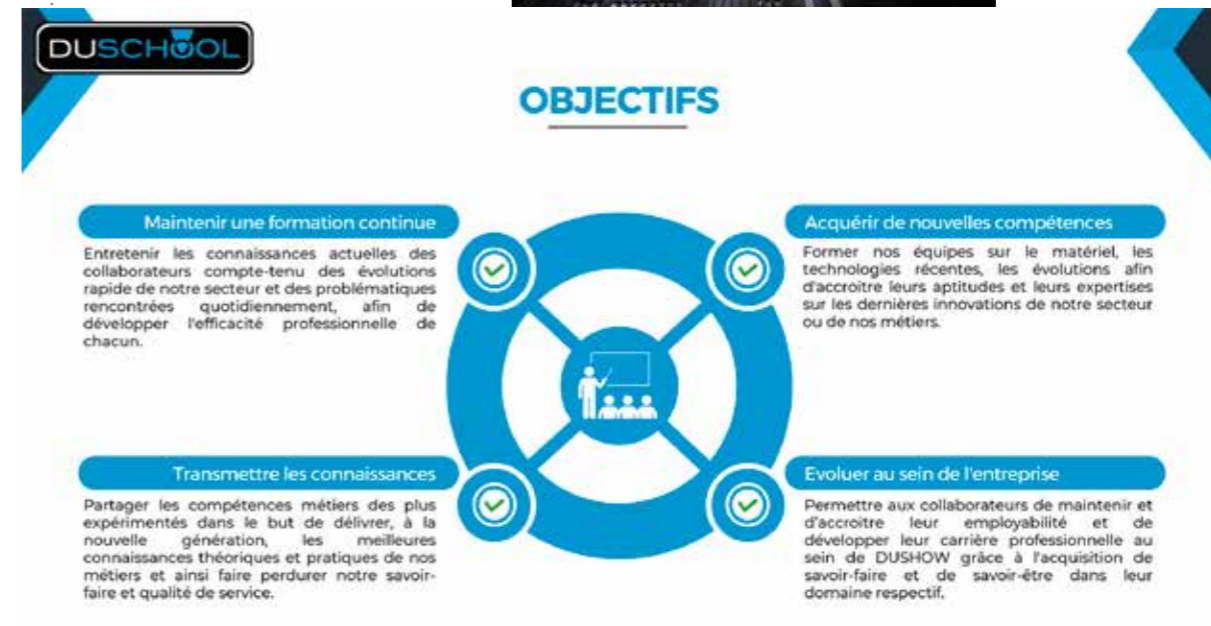 DUSCHOOL
OBJECTIFS
Maintenir une formation continue
Entretenir les connaissances actuelles des
collaborateurs compte-tenu des évolutions
rapide de notre secteur et des problématiques
rencontrées quotidiennement, afin de
développer l'efficacité professionnelle de
chacun.
Acquérir de nouvelles compétences
Former nos équipes sur le matériel, les
technologies récentes, les évolutions afin
d'accroitre leurs aptitudes et leurs expertises
sur les dernières innovations de notre secteur
ou de nos métiers.
Transmettre les connaissances
Partager les compétences métiers des plus
expérimentés dans le but de délivrer, à la
nouvelle génération, les meilleures
connaissances théoriques et pratiques de nos
métiers et ainsi faire perdurer notre savoir-
faire et qualité de service.
Evoluer au sein de l'entreprise
Permettre aux collaborateurs de maintenir et
d'accroitre leur employabilité et de
développer leur carrière professionnelle au
sein de DUSHOW grâce à l'acquisition de
savoir-faire et de savoir-être dans leur
domaine respectif.